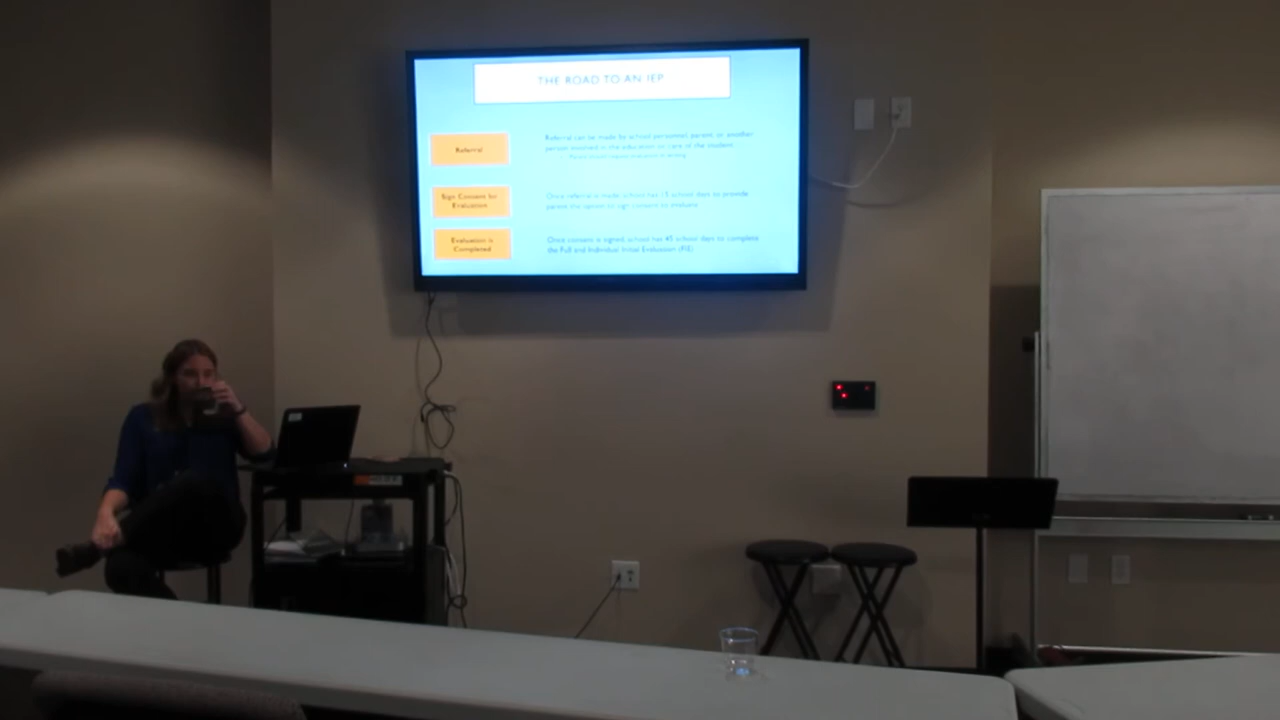 THE ROAD TO AN IEP
Referral
Referral can be made by school personnel, parent, or another
person involved in the education or care of the student
Sign Consent for
Evaluation
Once referral is made, school has 15 school days to provide
parent the option to sign consent to evaluate
Evaluation is
Completed
Once consent is signed, school has 45 school days to complete
the Full and Individual Initial Evaluation (FIE)